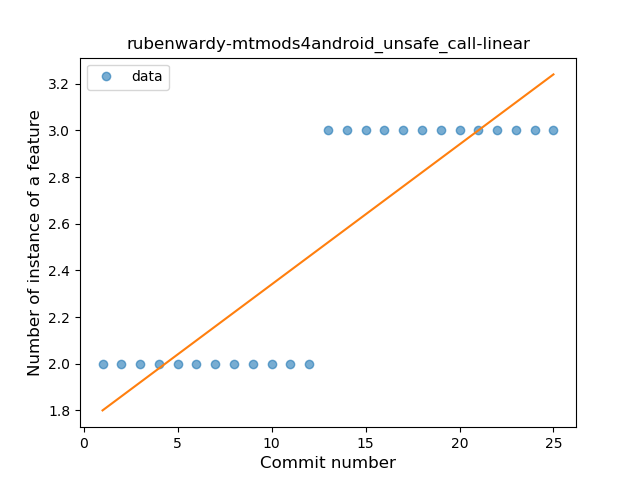 rubenwardy-mtmods4android_unsafe_call-linear
data
Number of instance of a feature
3.2
3.0
2.8
2.6
2.4
2.2
2.0
1.8
0 5 10 15 20 25
Commit number